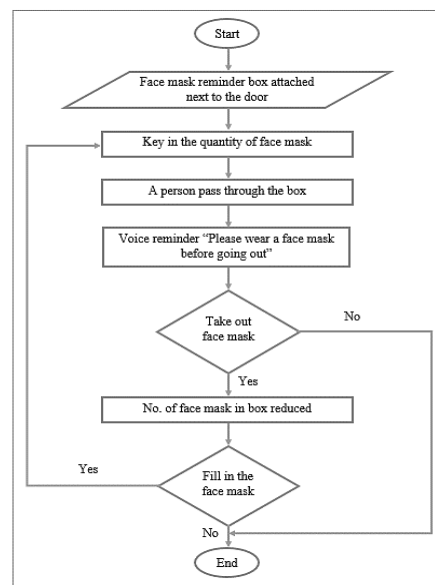 Start
Face mask reminder box attached
next to the door
Key in the quantity of face mask
A person pass through the box
Voice reminder “Please wear a face mask
before going out”
Take out
face mask
No
Yes
No. of face mask in box reduced
Yes
Fill in the
face mask
No
End